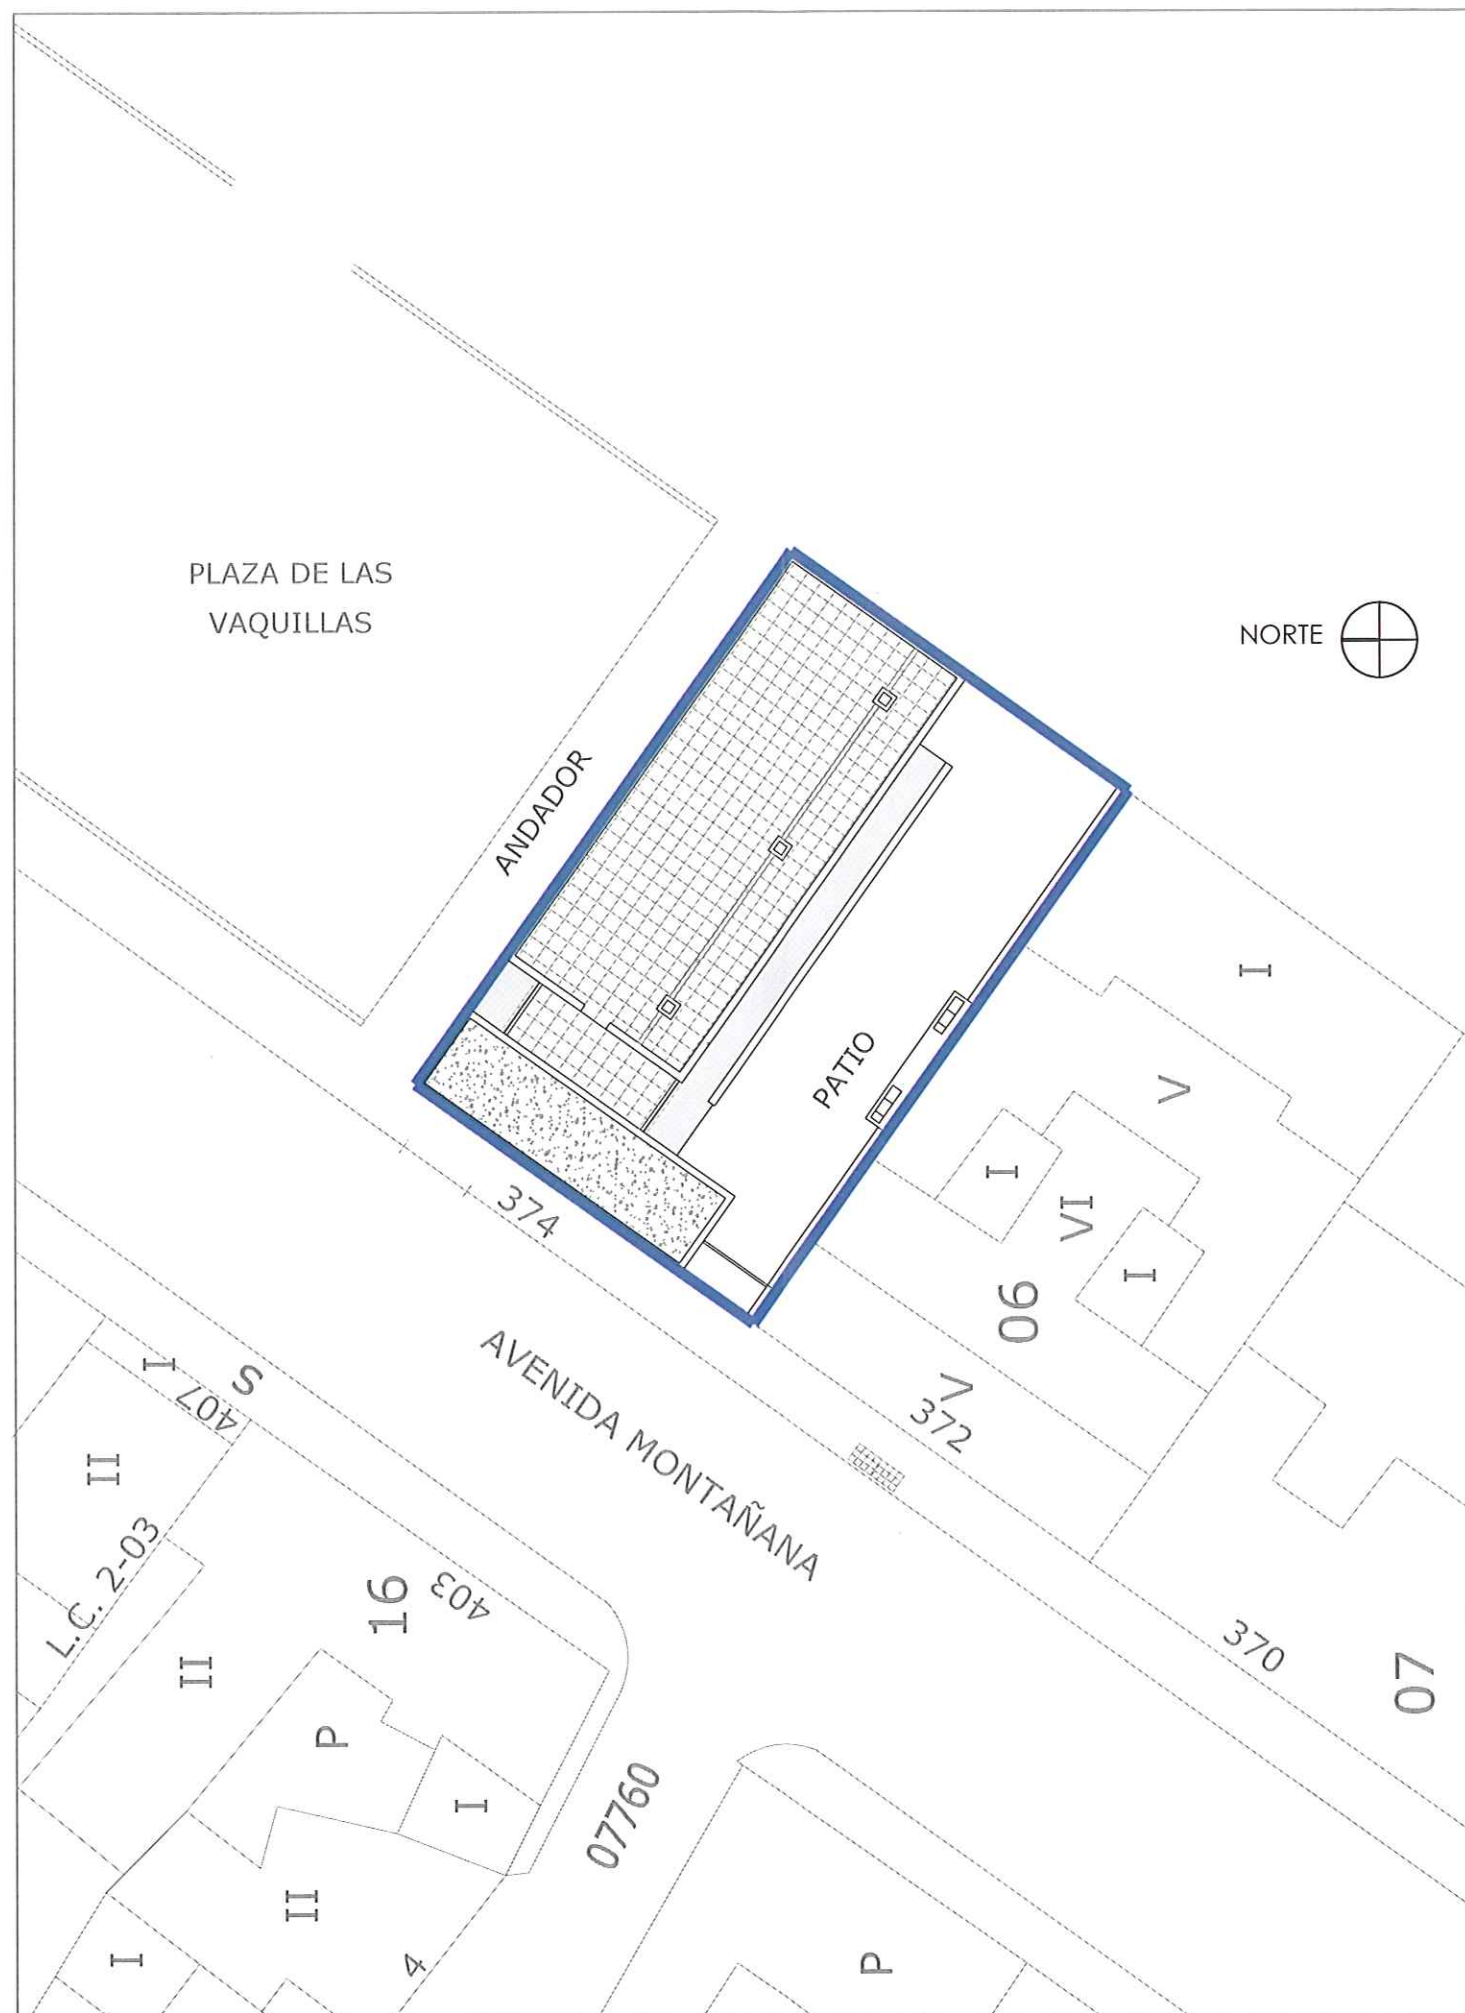 PLAZA DE LAS
VAQUILLAS
NORTE
ANDADOR
PATIO
I
V
I
VI
I
06
V
372
374
AVENIDA MONTAÑANA
I
S
407
II
L.C. 2-03
16
403
II
P
I
07760
370
07
II
I
4
P